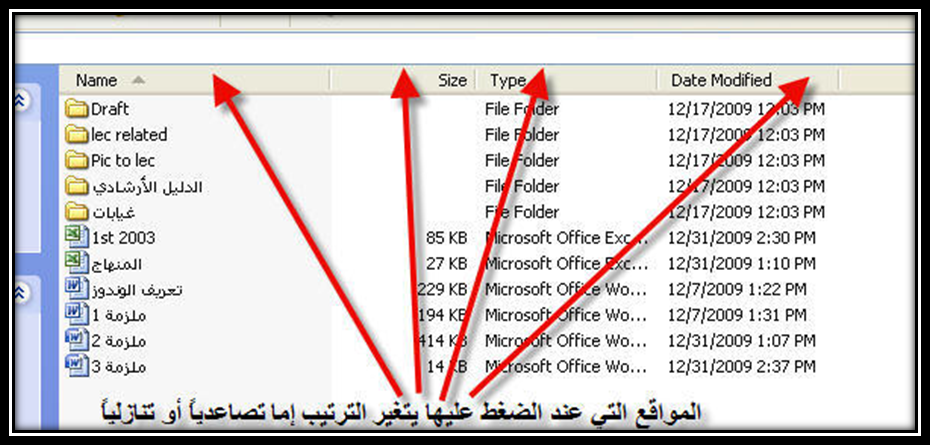 Name Size Type Date Modified
Draft File Folder 12/17/2009 12:03 PM
lec related File Folder 12/17/2009 12:03 PM
Pic to lec File Folder 12/17/2009 12:03 PM
الدليل الأرشادي File Folder 12/17/2009 12:03 PM
غيابات File Folder 12/17/2009 12:03 PM
1st 2003 85 KB Microsoft Office Exc... 12/31/2009 2:30 PM
المنهاج 27 KB Microsoft Office Exc... 12/31/2009 1:10 PM
تعريف الوندوز 229 KB Microsoft Office Wo... 12/7/2009 1:22 PM
ملزمة 1 194 KB Microsoft Office Wo... 12/7/2009 1:31 PM
ملزمة 2 414 KB Microsoft Office Wo... 12/31/2009 1:07 PM
ملزمة 3 14 KB Microsoft Office Wo... 12/31/2009 2:37 PM
المواقع التي عند الضغط عليها يتغير الترتيب إما تصاعدياً أو تنازلياً